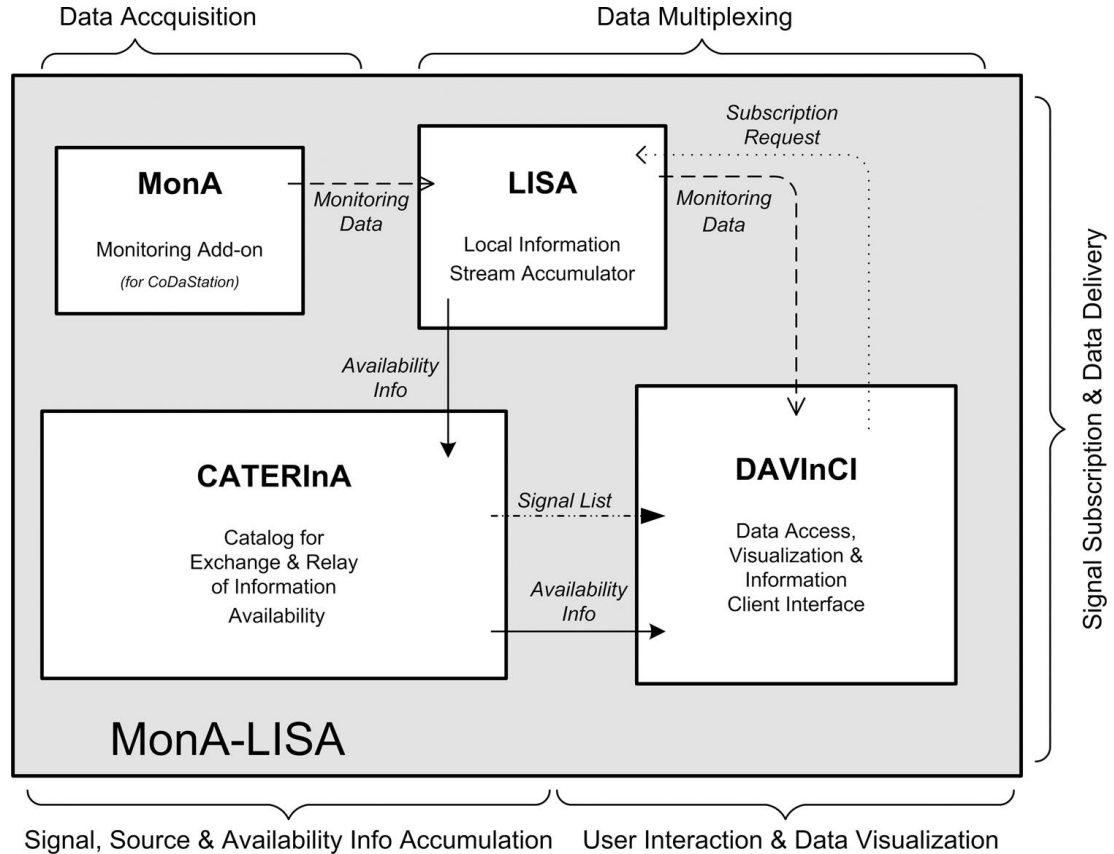 Data Accquisition
Data Multiplexing
Subscription
Request
MonA
Monitoring Add-on
(for CoDaStation)
Monitoring
Data
LISA
Local Information
Stream Accumulator
Monitoring
Data
Availability
Info
CATERInA
Catalog for
Exchange & Relay
of Information
Availability
Signal List
Availability
Info
DAVInCI
Data Access,
Visualization &
Information
Client Interface
Signal Subscription & Data Delivery
MonA-LISA
Signal, Source & Availability Info Accumulation
User Interaction & Data Visualization